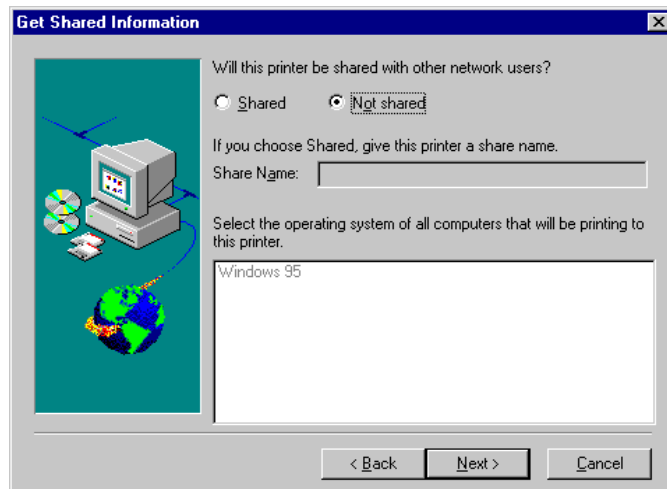 Get Shared Information
Will this printer be shared with other network users?
Shared Not shared
If you choose Shared, give this printer a share name.
Share Name:
Select the operating system of all computers that will be printing to
this printer.
Windows 95
< Back Next > Cancel